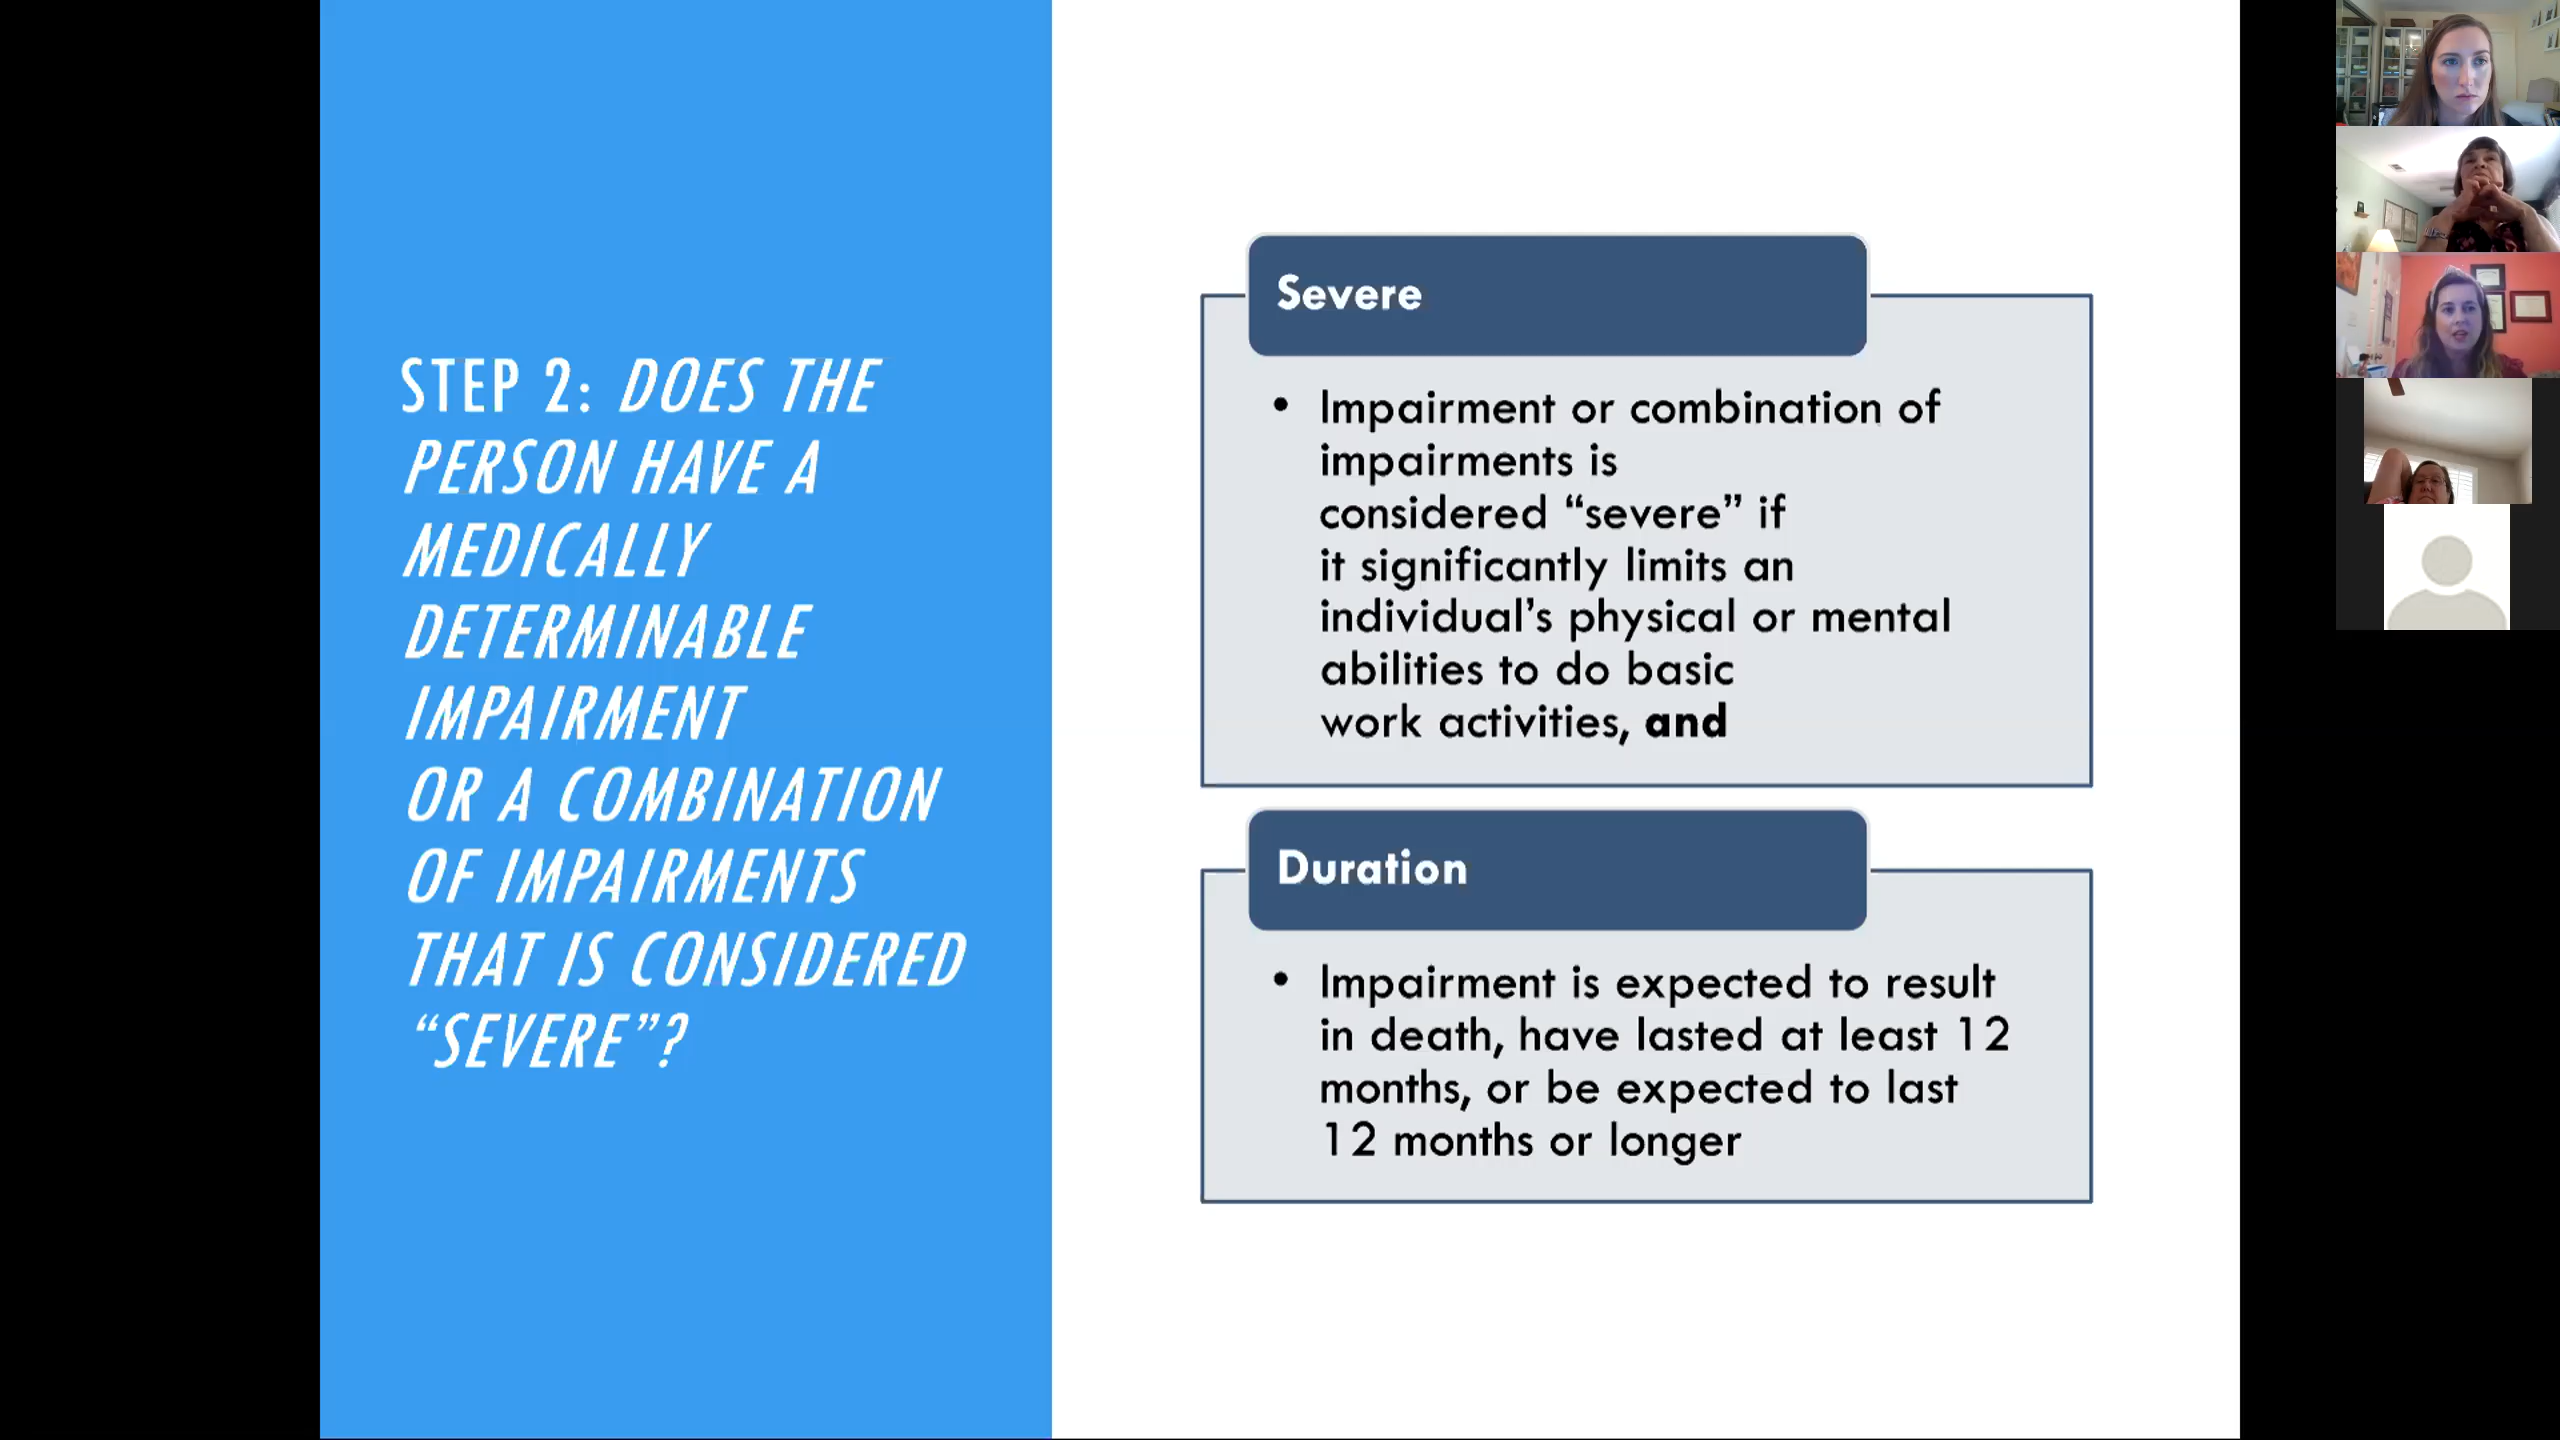 STEP 2: DOES THE
PERSON HAVE A
MEDICALLY
DETERMINABLE
IMPAIRMENT
OR A COMBINATION
OF IMPAIRMENTS
THAT IS CONSIDERED
“SEVERE”?
Severe
• Impairment or combination of
impairments is
considered “severe” if
it significantly limits an
individual’s physical or mental
abilities to do basic
work activities, and
Duration
• Impairment is expected to result
in death, have lasted at least 12
months, or be expected to last
12 months or longer